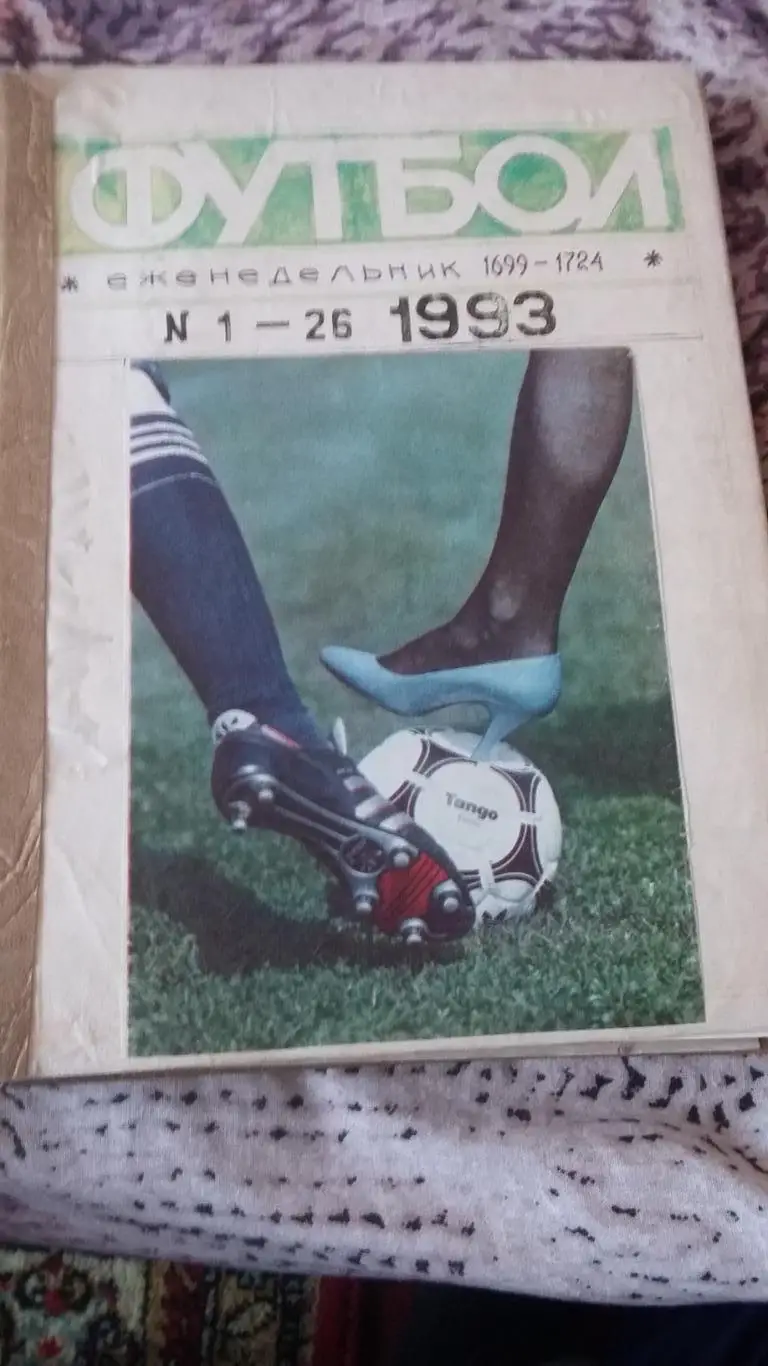 ФУТБОЛ
* еженедельник 1699-1724 *
N 1 - 26 1993
Tango